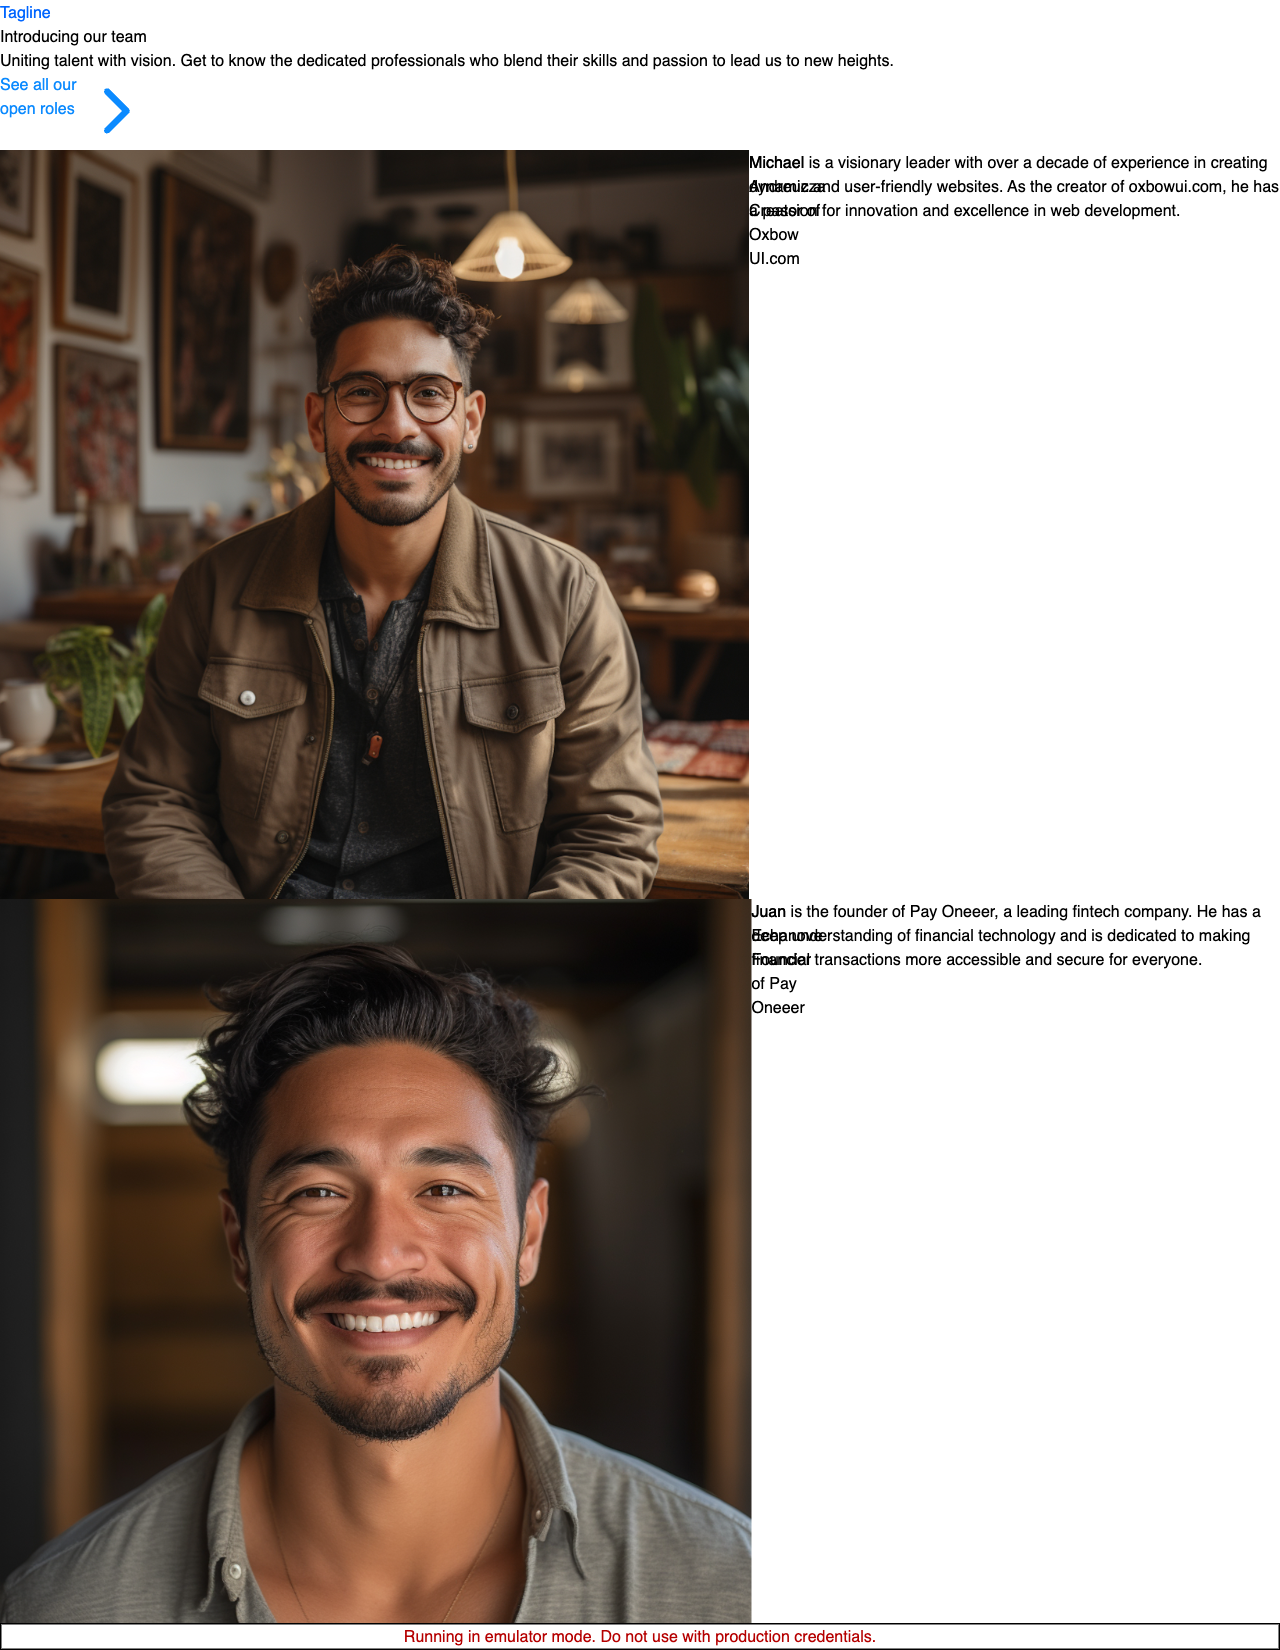 Tagline
Introducing our team
Uniting talent with vision. Get to know the dedicated professionals who blend their skills and passion to lead us to new heights.
See all our
open roles
Michael is a visionary leader with over a decade of experience in creating
dynamic and user-friendly websites. As the creator of oxbowui.com, he has
a passion for innovation and excellence in web development.
Michael
Andreuzza
Creator of
Oxbow
UI.com
Juan is the founder of Pay Oneeer, a leading fintech company. He has a
deep understanding of financial technology and is dedicated to making
financial transactions more accessible and secure for everyone.
Juan
Echanove
Founder
of Pay
Oneeer
Running in emulator mode. Do not use with production credentials.